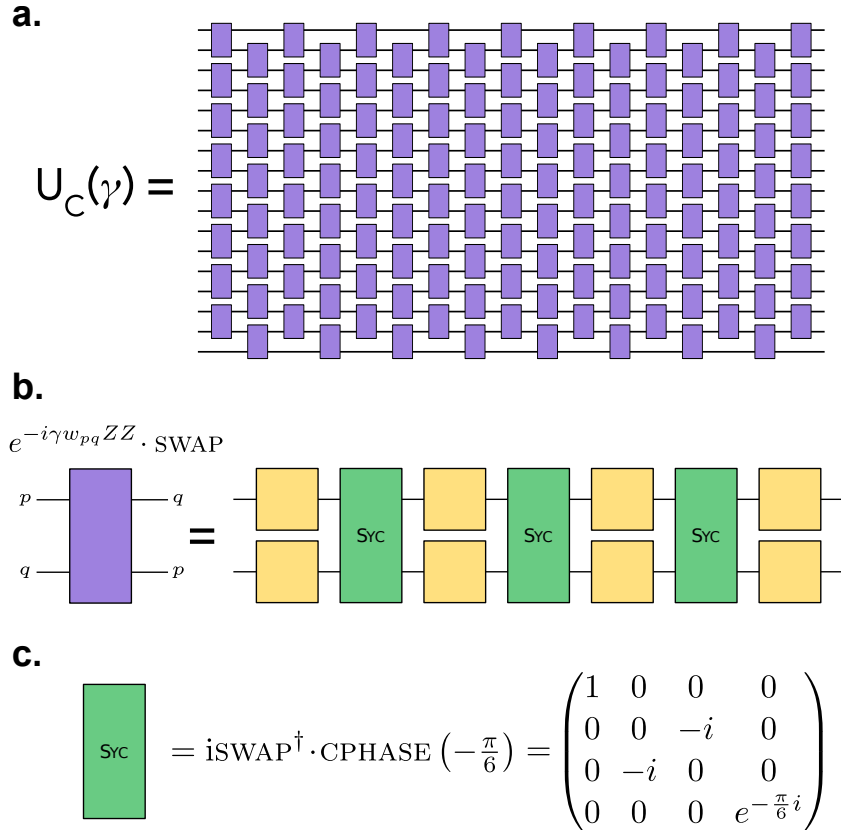 a.
U_C(γ) =
b.
e^{-iγw_{pq}ZZ} · SWAP
p q
q p
=
SYC SYC SYC
c.
SYC = iSWAP† · CPHASE (−π/6) =
1 0 0 0
0 0 −i 0
0 −i 0 0
0 0 0 e^{−π/6 i}